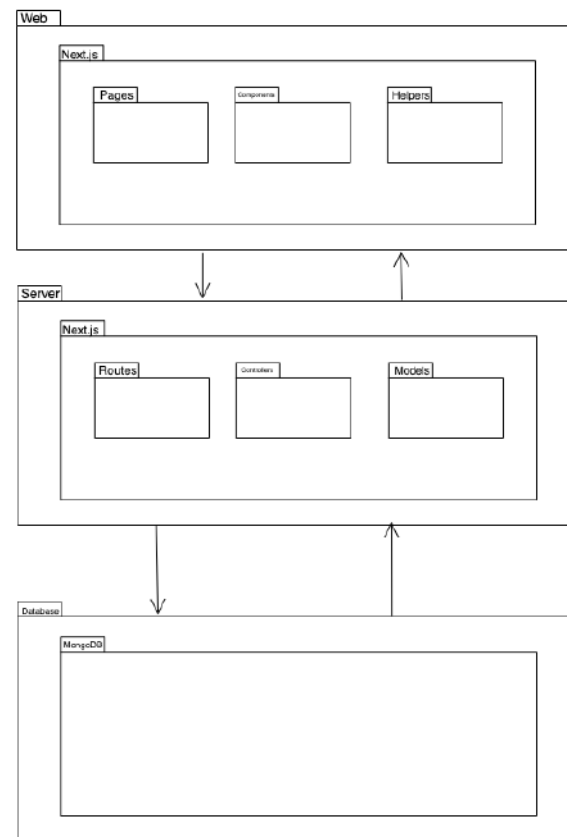 Web
Next.js
Pages
Components
Helpers
Server
Next.js
Routes
Controllers
Models
Database
MongoDB